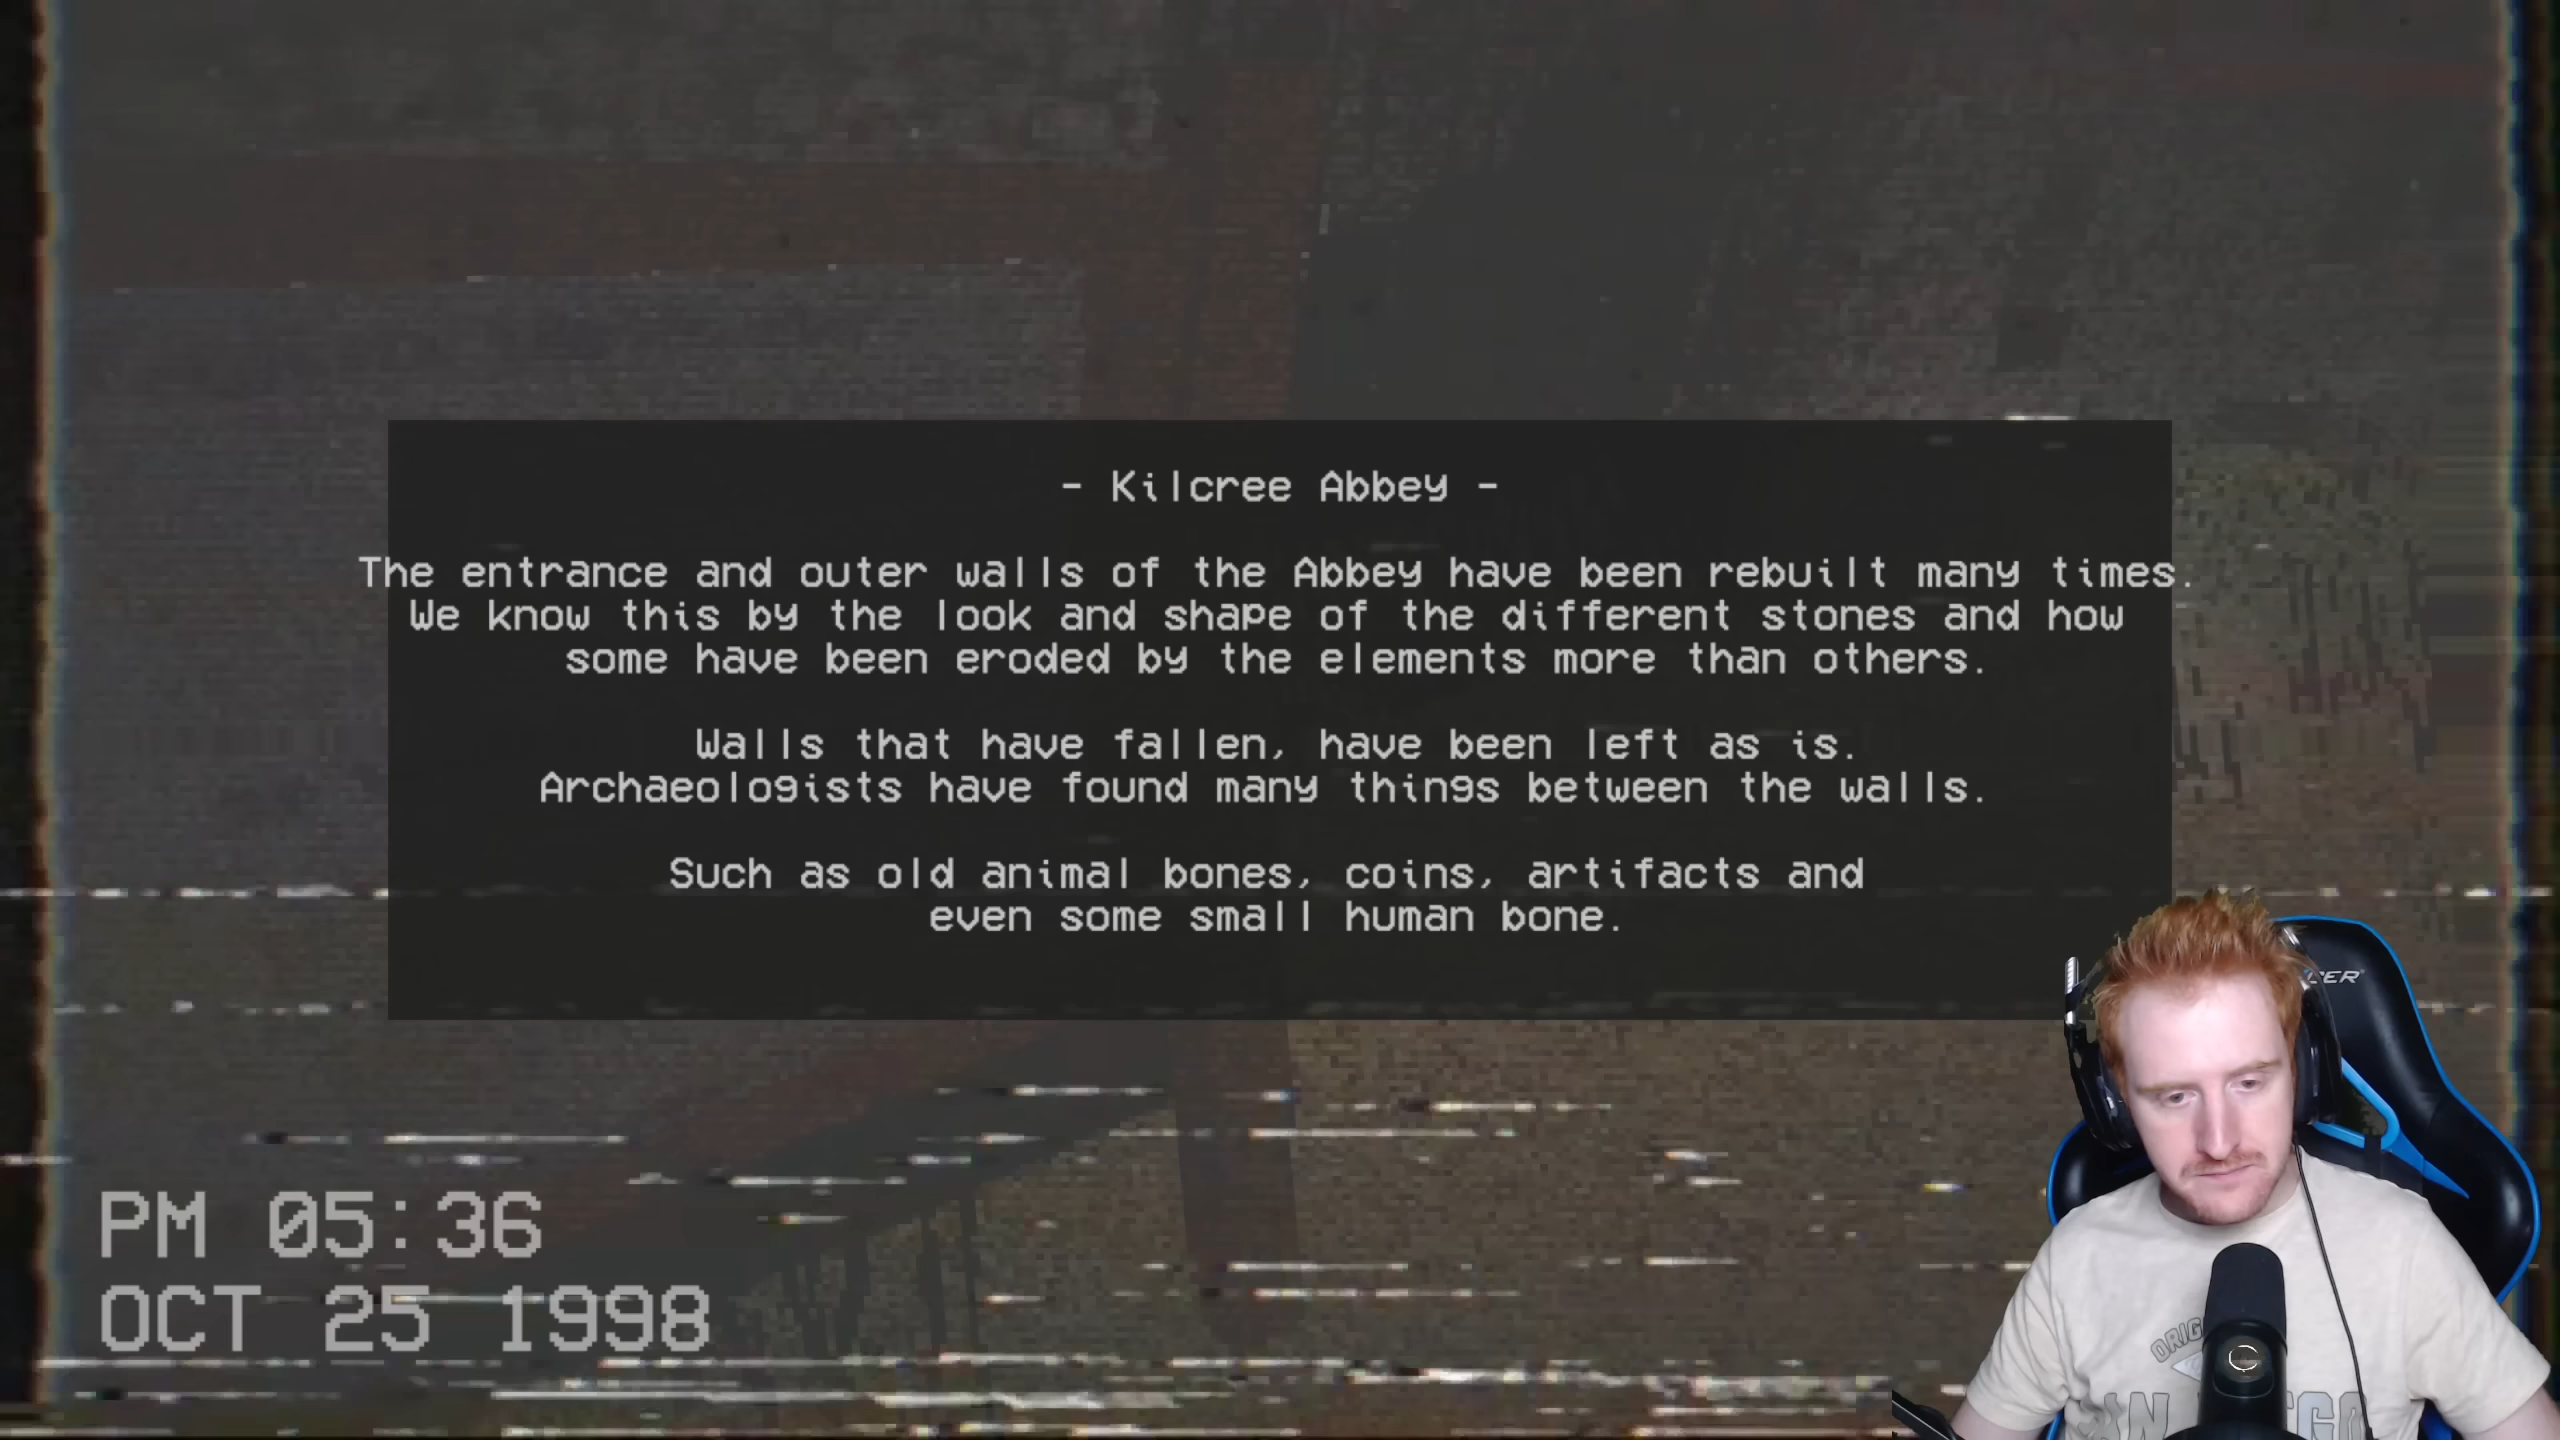 - Kilcree Abbey -
The entrance and outer walls of the Abbey have been rebuilt many times.
We know this by the look and shape of the different stones and how
some have been eroded by the elements more than others.
Walls that have fallen, have been left as is.
Archaeologists have found many things between the walls.
Such as old animal bones, coins, artifacts and
even some small human bone.
PM 05:36
OCT 25 1998